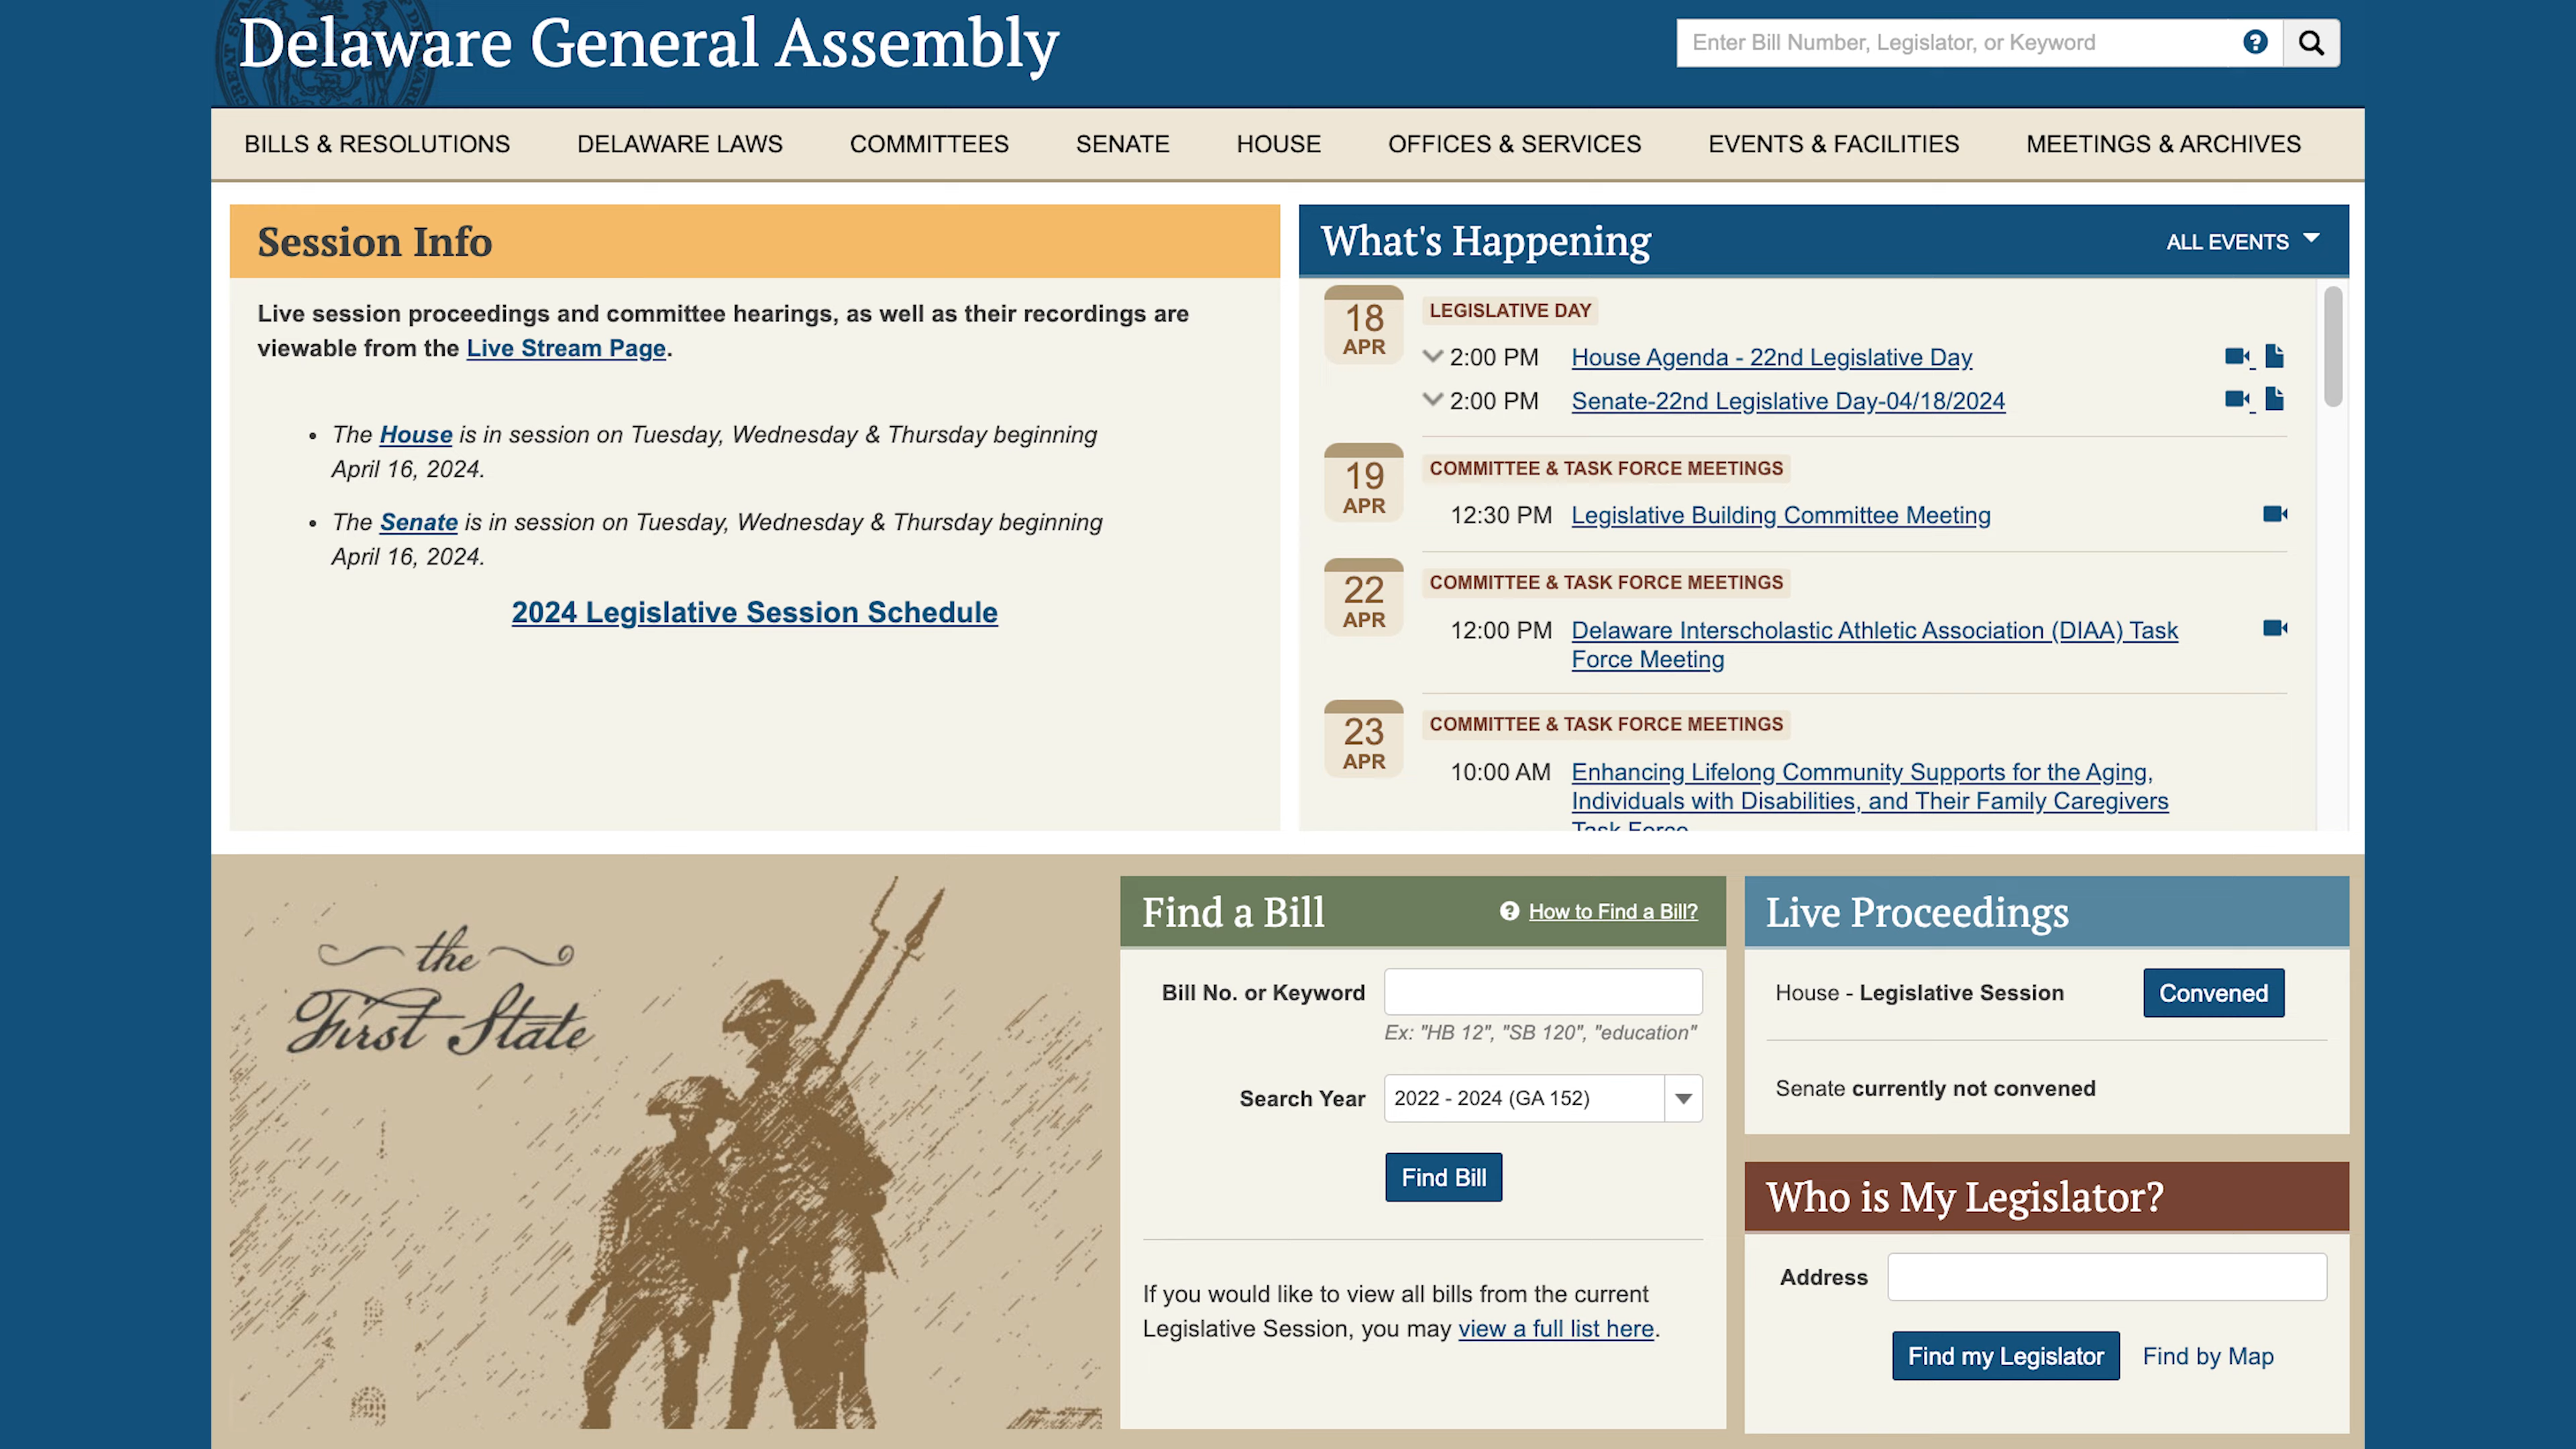 Delaware General Assembly
Enter Bill Number, Legislator, or Keyword
BILLS & RESOLUTIONS
DELAWARE LAWS
COMMITTEES
SENATE
HOUSE
OFFICES & SERVICES
EVENTS & FACILITIES
MEETINGS & ARCHIVES
Session Info
Live session proceedings and committee hearings, as well as their recordings are
viewable from the Live Stream Page.
• The House is in session on Tuesday, Wednesday & Thursday beginning
April 16, 2024.
• The Senate is in session on Tuesday, Wednesday & Thursday beginning
April 16, 2024.
2024 Legislative Session Schedule
What's Happening
ALL EVENTS
18
APR
LEGISLATIVE DAY
2:00 PM House Agenda - 22nd Legislative Day
2:00 PM Senate-22nd Legislative Day-04/18/2024
19
APR
COMMITTEE & TASK FORCE MEETINGS
12:30 PM Legislative Building Committee Meeting
22
APR
COMMITTEE & TASK FORCE MEETINGS
12:00 PM Delaware Interscholastic Athletic Association (DIAA) Task
Force Meeting
23
APR
COMMITTEE & TASK FORCE MEETINGS
10:00 AM Enhancing Lifelong Community Supports for the Aging,
Individuals with Disabilities, and Their Family Caregivers
Task Force
the
First State
Find a Bill
? How to Find a Bill?
Bill No. or Keyword
Ex: "HB 12", "SB 120", "education"
Search Year
2022 - 2024 (GA 152)
Find Bill
If you would like to view all bills from the current
Legislative Session, you may view a full list here.
Live Proceedings
House - Legislative Session
Convened
Senate currently not convened
Who is My Legislator?
Address
Find my Legislator
Find by Map